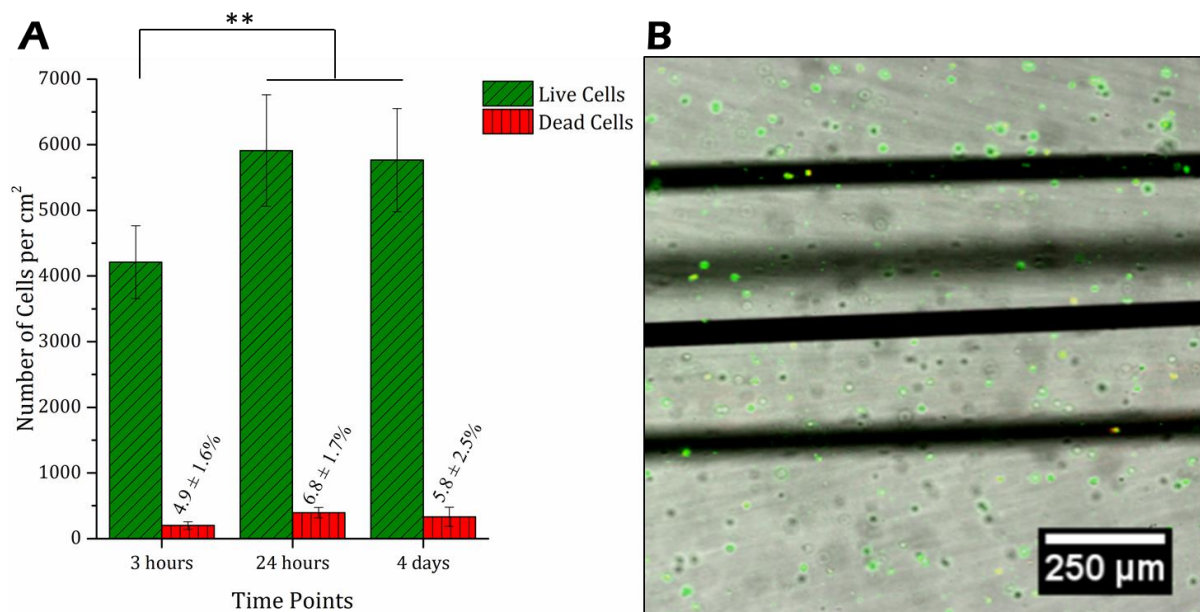 A
**
7000
6000
5000
4000
3000
2000
1000
0
Number of Cells per cm²
Live Cells
Dead Cells
4.9 ± 1.6%
6.8 ± 1.7%
5.8 ± 2.5%
3 hours
24 hours
4 days
Time Points
B
250 µm